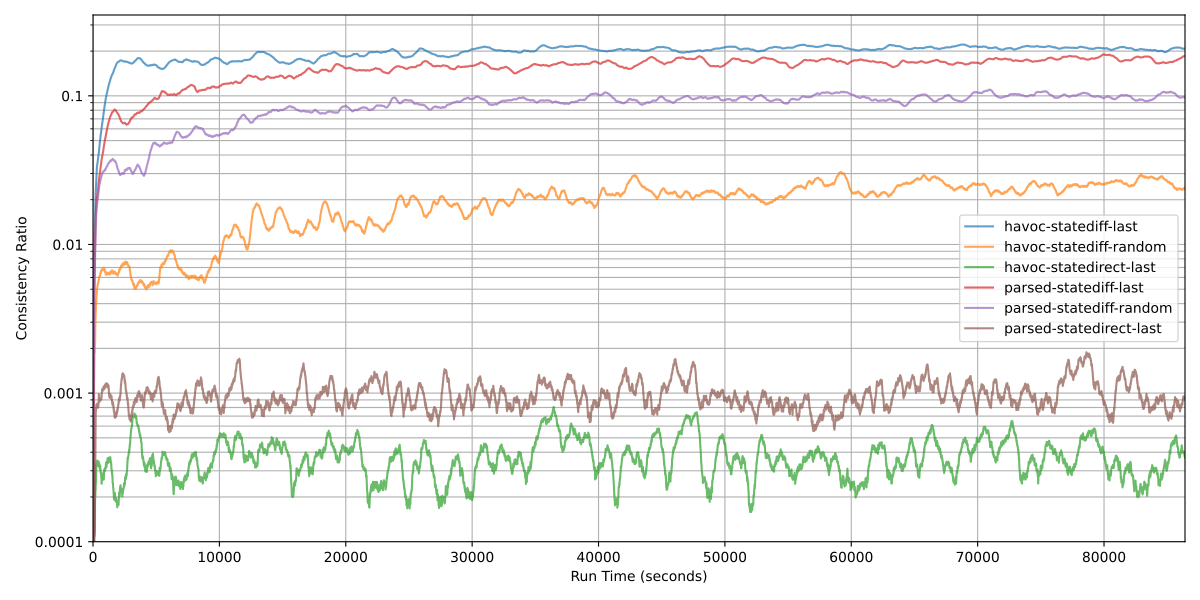 Consistency Ratio
0.1
0.01
0.001
0.0001
havoc-statediff-last
havoc-statediff-random
havoc-statedirect-last
parsed-statediff-last
parsed-statediff-random
parsed-statedirect-last
0 10000 20000 30000 40000 50000 60000 70000 80000
Run Time (seconds)